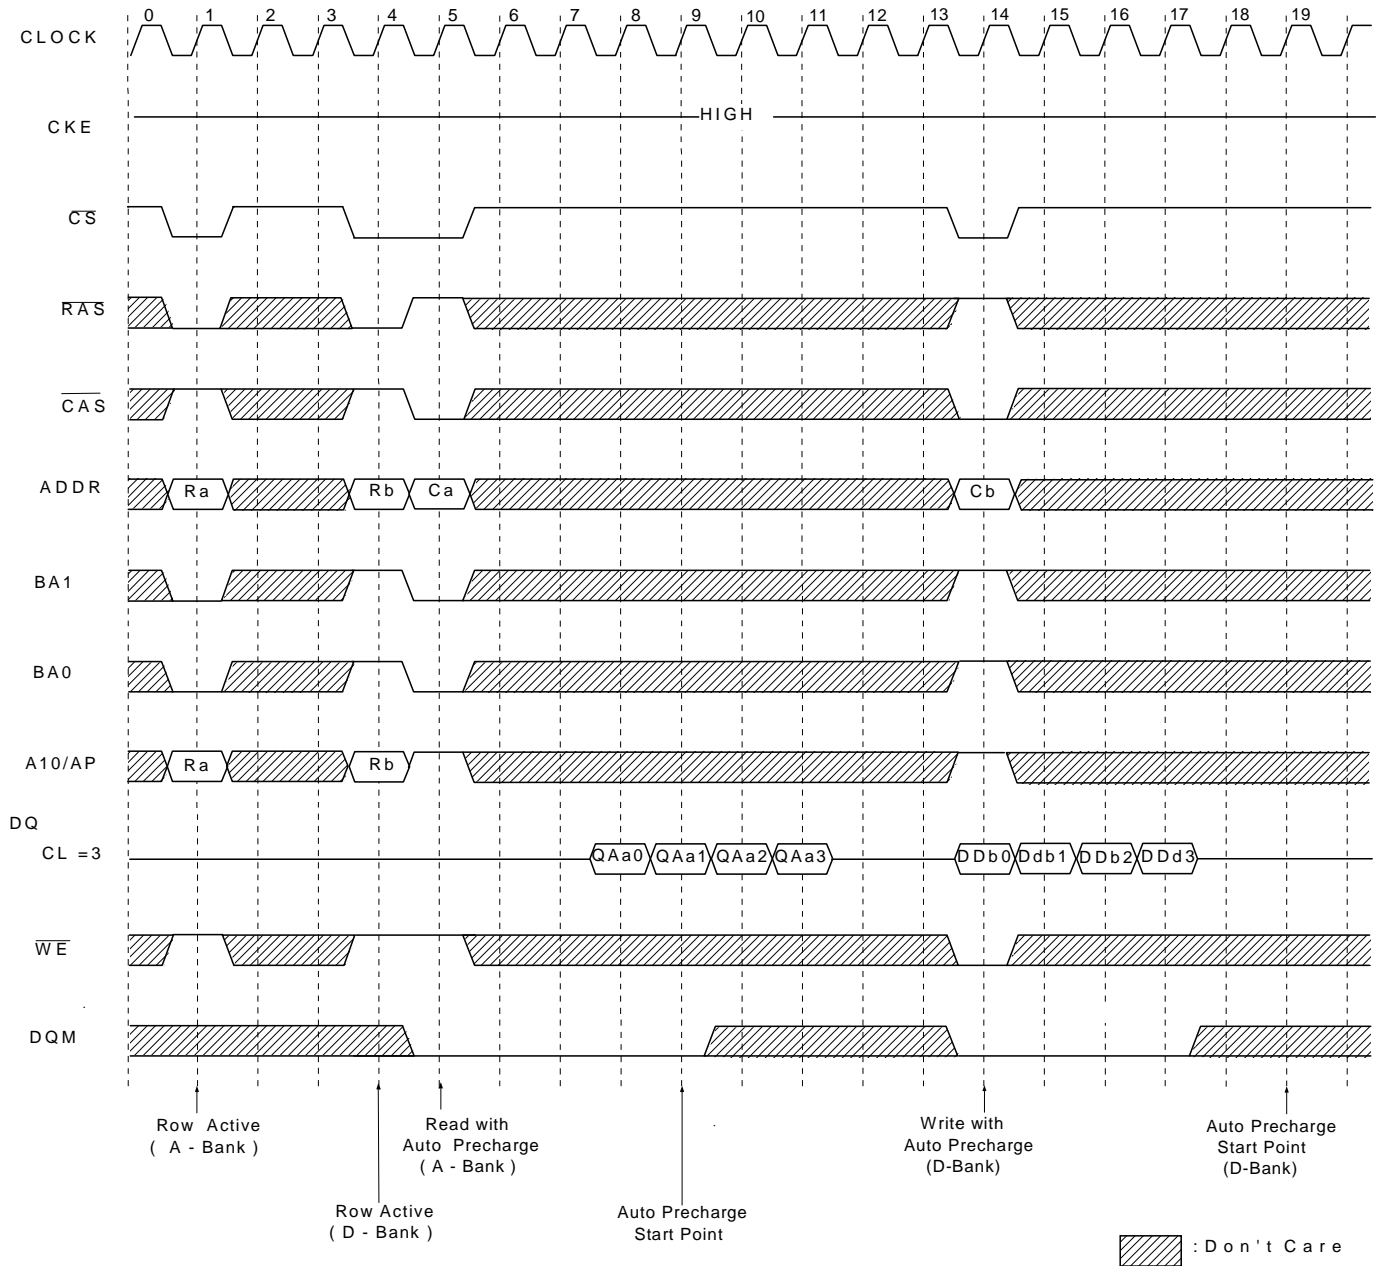 0 1 2 3 4 5 6 7 8 9 10 11 12 13 14 15 16 17 18 19
CLOCK
CKE
HIGH
CS
RAS
CAS
ADDR Ra Rb Ca Cb
BA1
BA0
A10/AP Ra Rb
DQ
CL =3 QAa0 QAa1 QAa2 QAa3 DDb0 Ddb1 DDb2 DDd3
WE
DQM
Row Active
( A - Bank )
Read with
Auto Precharge
( A - Bank )
Write with
Auto Precharge
(D-Bank)
Auto Precharge
Start Point
(D-Bank)
Row Active
( D - Bank )
Auto Precharge
Start Point
: Don't Care